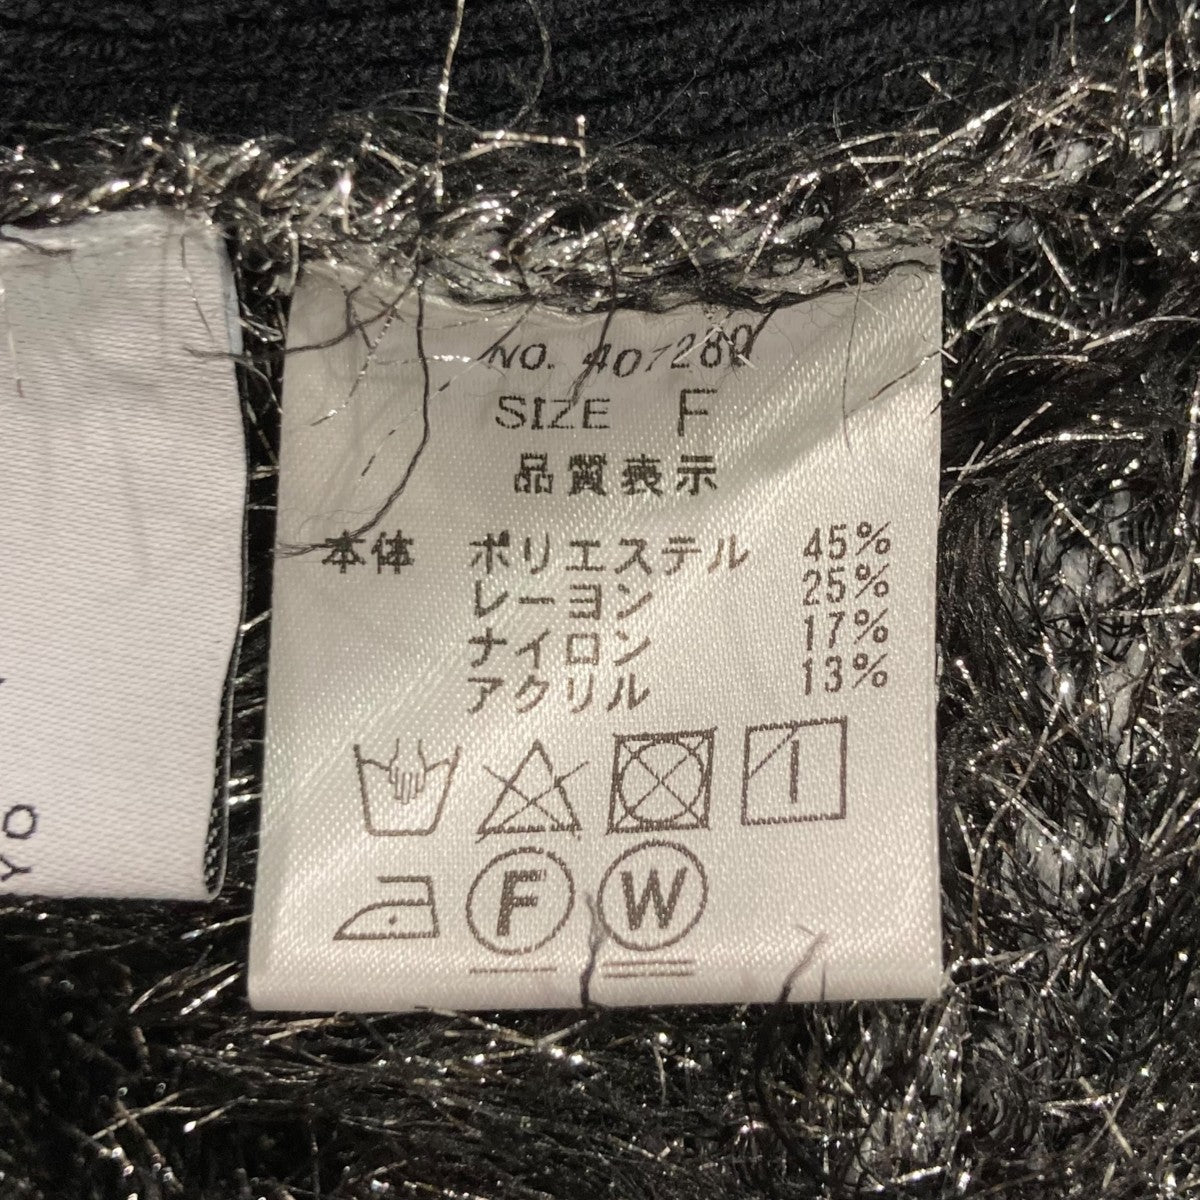 NO. 407280
SIZE F
品質表示
本体 ポリエステル 45%
レーヨン 25%
ナイロン 17%
アクリル 13%
F W
YO